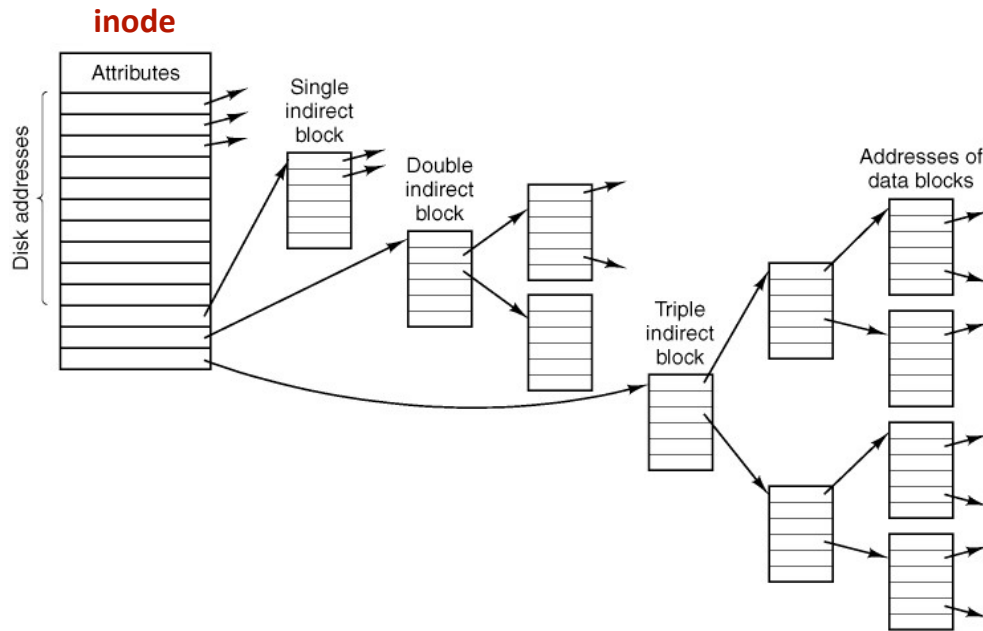 inode
Attributes
Disk addresses
Single
indirect
block
Double
indirect
block
Triple
indirect
block
Addresses of
data blocks